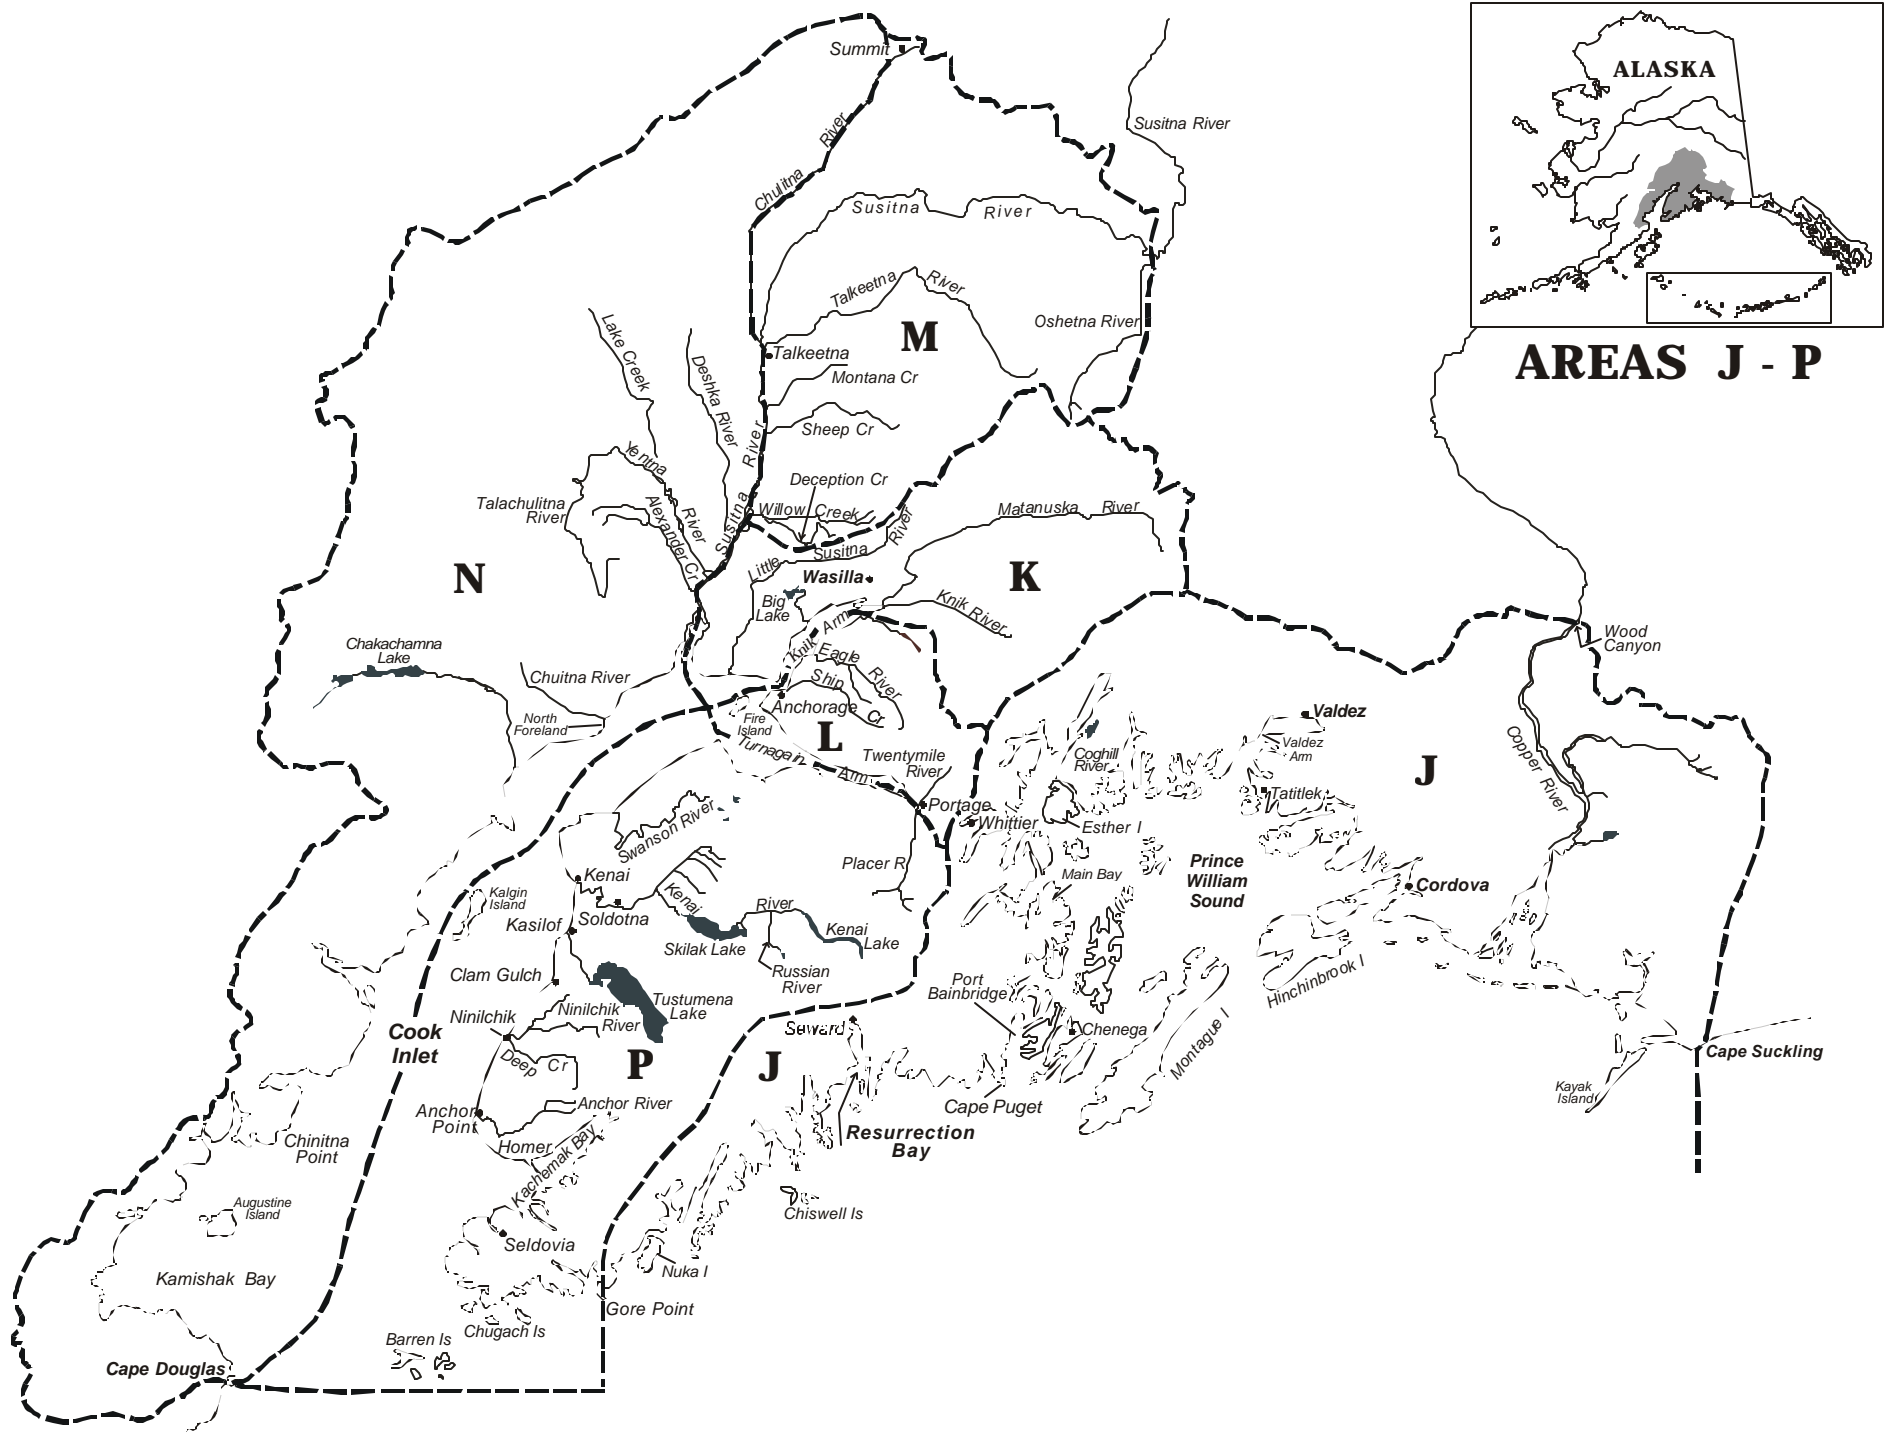 Summit
ALASKA
AREAS J - P
Susitna River
Chulitna River
Susitna River
Talkeetna River
M
Oshetna River
Talkeetna
Montana Cr
Lake Creek
Deshka River
Sheep Cr
Susitna River
Yentna River
Deception Cr
Willow Creek
Talachulitna
River
Alexander Cr
Matanuska River
Little Susitna River
N
Wasilla
K
Big
Lake
Knik River
Knik Arm
Wood
Canyon
Chakachamna
Lake
Chuitna River
Eagle River
Ship Cr
Anchorage
North
Foreland
Fire
Island
L
Turnagain Arm
Twentymile
River
Valdez
Valdez
Arm
Coghill
River
J
Copper River
Tatitlek
Portage
Whittier
Esther I
Swanson River
Placer R
Prince
William
Sound
Main Bay
Kenai
Cordova
Kalgin
Island
Soldotna
Kenai River
Kasilof
Skilak Lake
Kenai
Lake
Clam Gulch
Russian
River
Port
Bainbridge
Hinchinbrook I
Tustumena
Lake
Ninilchik
Ninilchik
River
Seward
Chenega
Montague I
Cook
Inlet
Deep Cr
P
J
Cape Suckling
Kayak
Island
Anchor
Point
Anchor River
Cape Puget
Chinitna
Point
Homer
Kachemak Bay
Resurrection
Bay
Augustine
Island
Chiswell Is
Seldovia
Kamishak Bay
Nuka I
Gore Point
Chugach Is
Barren Is
Cape Douglas